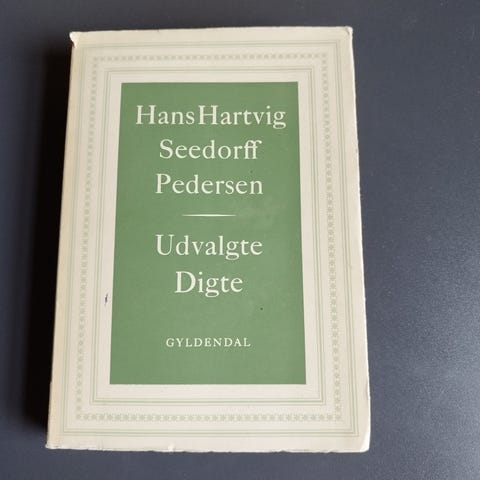 Hans Hartvig
Seedorff
Pedersen
Udvalgte
Digte
GYLDENDAL